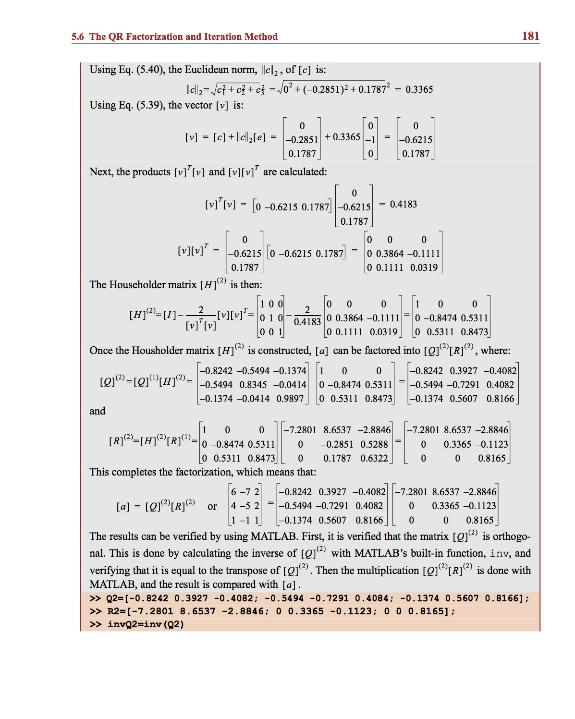 5.6 The QR Factorization and Iteration Method 181
Using Eq. (5.40), the Euclidean norm, ‖c‖₂, of [c] is:
‖c‖₂ = √(c₁² + c₂² + c₃²) = √(0² + (−0.2851)² + 0.1787²) = 0.3365
Using Eq. (5.39), the vector [v] is:
[v] = [c] + ‖c‖₂[e] = [0; −0.2851; 0.1787] + 0.3365 [0; −1; 0] = [0; −0.6215; 0.1787]
Next, the products [v]ᵀ[v] and [v][v]ᵀ are calculated:
[v]ᵀ[v] = [0 −0.6215 0.1787] [0; −0.6215; 0.1787] = 0.4183
[v][v]ᵀ = [0; −0.6215; 0.1787] [0 −0.6215 0.1787] = [0 0 0; 0 0.3864 −0.1111; 0 0.1111 0.0319]
The Householder matrix [H]⁽²⁾ is then:
[H]⁽²⁾ = [I] − 2/([v]ᵀ[v]) [v][v]ᵀ = [1 0 0; 0 1 0; 0 0 1] − 2/0.4183 [0 0 0; 0 0.3864 −0.1111; 0 0.1111 0.0319] = [1 0 0; 0 −0.8474 0.5311; 0 0.5311 0.8473]
Once the Housholder matrix [H]⁽²⁾ is constructed, [a] can be factored into [Q]⁽²⁾[R]⁽²⁾, where:
[Q]⁽²⁾ = [Q]⁽¹⁾[H]⁽²⁾ = [−0.8242 −0.5494 −0.1374; −0.5494 0.8345 −0.0414; −0.1374 −0.0414 0.9897] [1 0 0; 0 −0.8474 0.5311; 0 0.5311 0.8473] = [−0.8242 0.3927 −0.4082; −0.5494 −0.7291 0.4082; −0.1374 0.5607 0.8166]
and
[R]⁽²⁾ = [H]⁽²⁾[R]⁽¹⁾ = [1 0 0; 0 −0.8474 0.5311; 0 0.5311 0.8473] [−7.2801 8.6537 −2.8846; 0 −0.2851 0.5288; 0 0.1787 0.6322] = [−7.2801 8.6537 −2.8846; 0 0.3365 −0.1123; 0 0 0.8165]
This completes the factorization, which means that:
[a] = [Q]⁽²⁾[R]⁽²⁾ or [6 −7 2; 4 −5 2; 1 −1 1] = [−0.8242 0.3927 −0.4082; −0.5494 −0.7291 0.4082; −0.1374 0.5607 0.8166] [−7.2801 8.6537 −2.8846; 0 0.3365 −0.1123; 0 0 0.8165]
The results can be verified by using MATLAB. First, it is verified that the matrix [Q]⁽²⁾ is orthogo-
nal. This is done by calculating the inverse of [Q]⁽²⁾ with MATLAB's built-in function, inv, and
verifying that it is equal to the transpose of [Q]⁽²⁾. Then the multiplication [Q]⁽²⁾[R]⁽²⁾ is done with
MATLAB, and the result is compared with [a].
>> Q2=[-0.8242 0.3927 -0.4082; -0.5494 -0.7291 0.4084; -0.1374 0.5607 0.8166];
>> R2=[-7.2801 8.6537 -2.8846; 0 0.3365 -0.1123; 0 0 0.8165];
>> invQ2=inv(Q2)